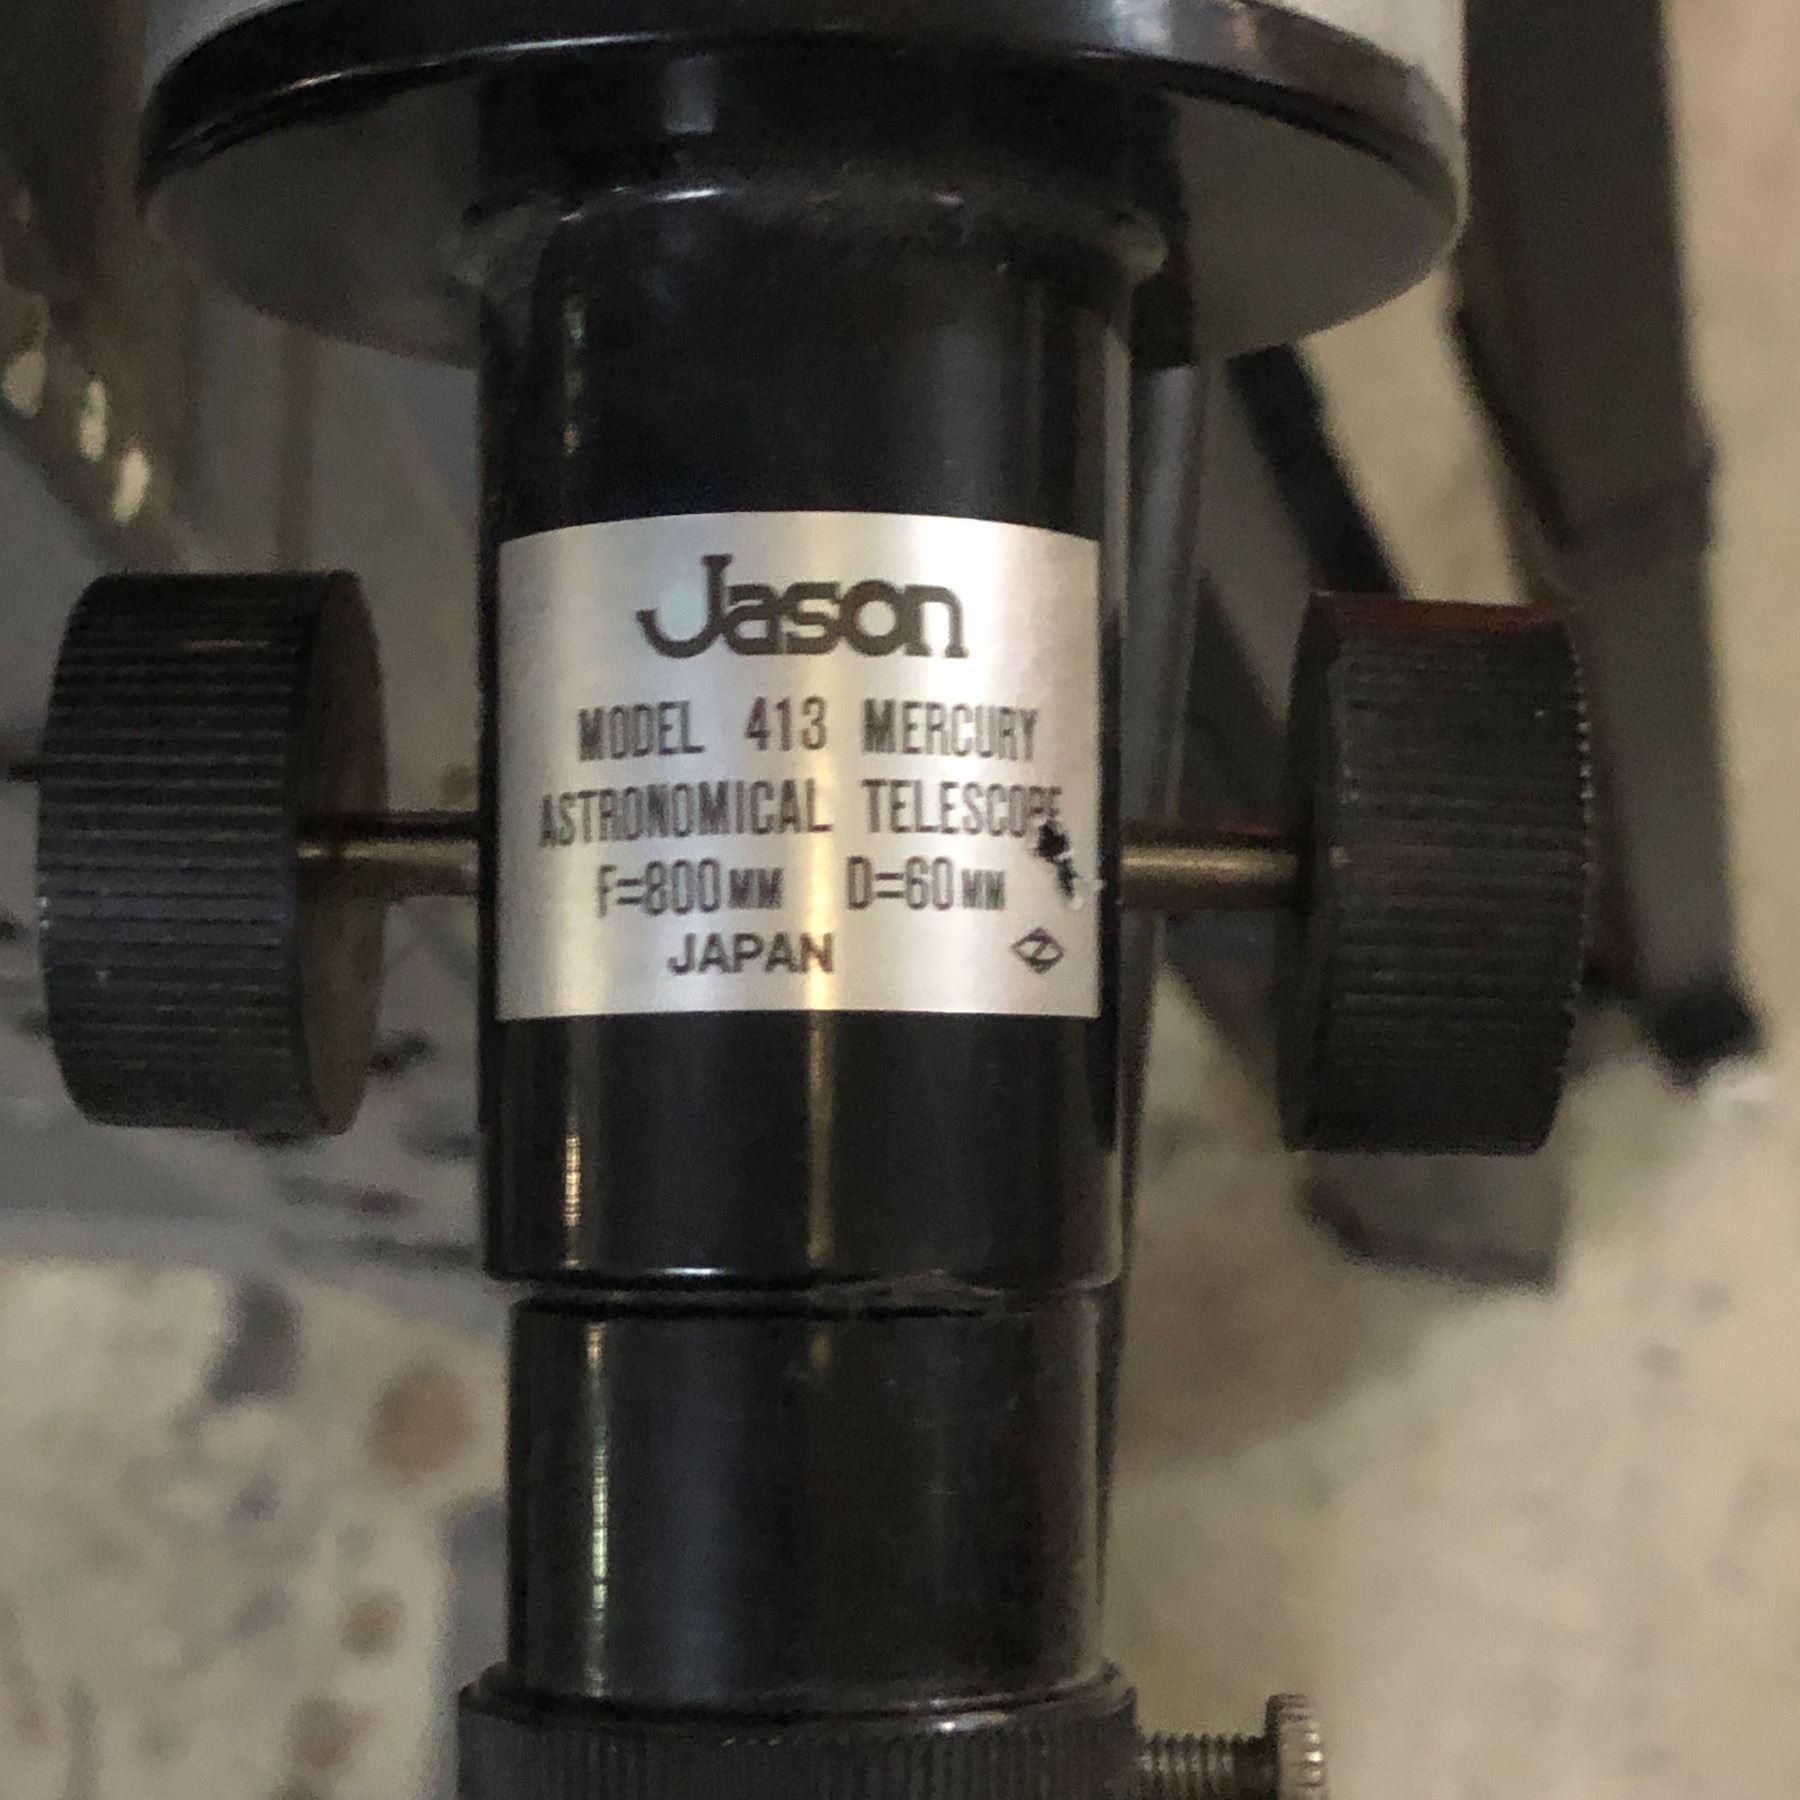 Jason
MODEL 413 MERCURY
ASTRONOMICAL TELESCOPE
F=800MM D=60MM
JAPAN